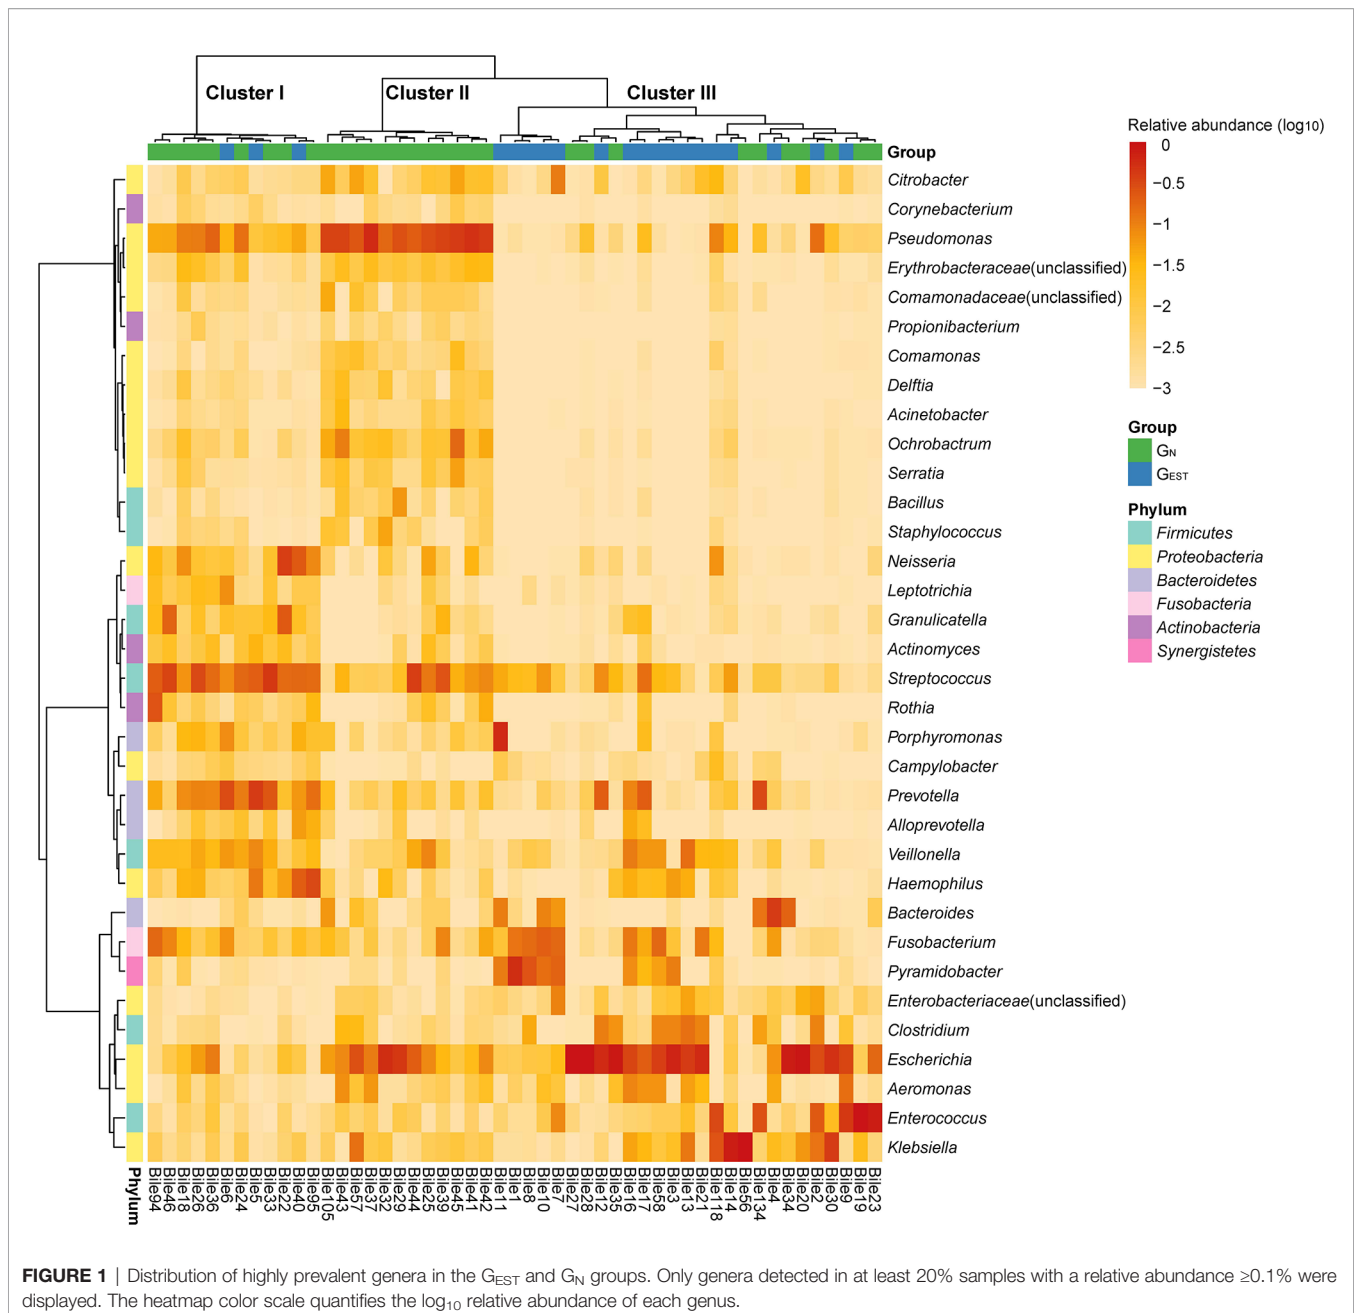 Cluster I
Cluster II
Cluster III
Relative abundance (log10)
0
−0.5
−1
−1.5
−2
−2.5
−3
Group
GN
GEST
Phylum
Firmicutes
Proteobacteria
Bacteroidetes
Fusobacteria
Actinobacteria
Synergistetes
Group
Citrobacter
Corynebacterium
Pseudomonas
Erythrobacteraceae(unclassified)
Comamonadaceae(unclassified)
Propionibacterium
Comamonas
Delftia
Acinetobacter
Ochrobactrum
Serratia
Bacillus
Staphylococcus
Neisseria
Leptotrichia
Granulicatella
Actinomyces
Streptococcus
Rothia
Porphyromonas
Campylobacter
Prevotella
Alloprevotella
Veillonella
Haemophilus
Bacteroides
Fusobacterium
Pyramidobacter
Enterobacteriaceae(unclassified)
Clostridium
Escherichia
Aeromonas
Enterococcus
Klebsiella
Phylum
Bile94
Bile46
Bile18
Bile26
Bile36
Bile6
Bile24
Bile5
Bile33
Bile22
Bile40
Bile95
Bile105
Bile43
Bile57
Bile37
Bile32
Bile29
Bile44
Bile25
Bile39
Bile45
Bile41
Bile42
Bile11
Bile1
Bile8
Bile10
Bile7
Bile27
Bile28
Bile12
Bile35
Bile16
Bile17
Bile68
Bile3
Bile13
Bile21
Bile118
Bile14
Bile56
Bile134
Bile4
Bile34
Bile20
Bile2
Bile30
Bile9
Bile19
Bile23
FIGURE 1 | Distribution of highly prevalent genera in the GEST and GN groups. Only genera detected in at least 20% samples with a relative abundance ≥0.1% were
displayed. The heatmap color scale quantifies the log10 relative abundance of each genus.